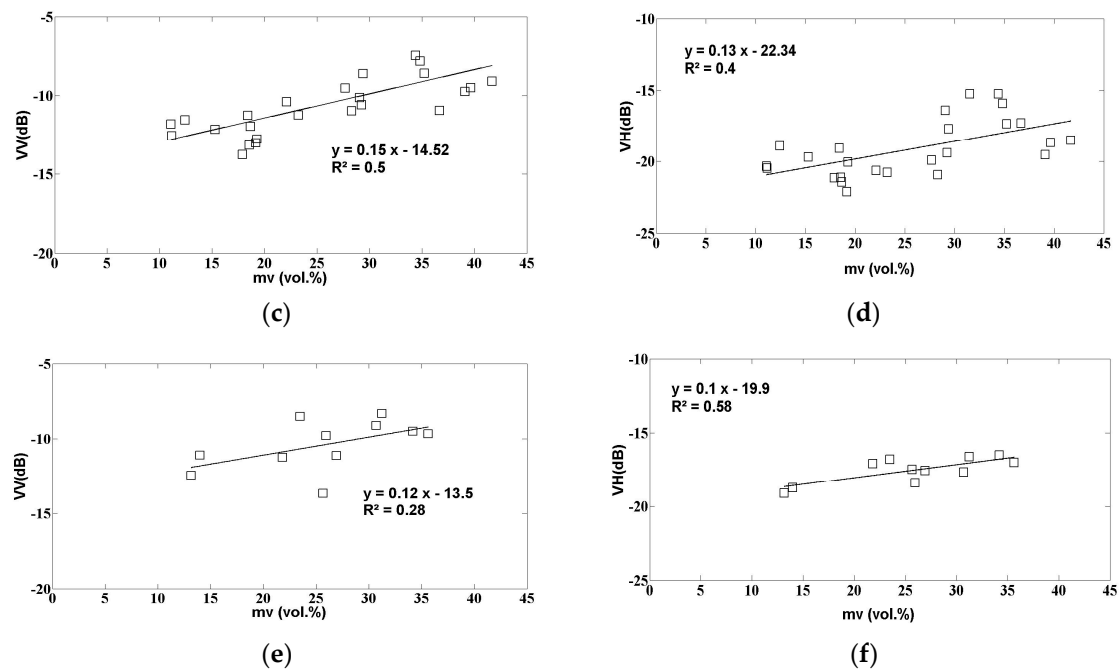 -5
-10
-15
-20
VV(dB)
y = 0.15 x - 14.52
R² = 0.5
0 5 10 15 20 25 30 35 40 45
mv (vol.%)
(c)
-10
-15
-20
-25
VH(dB)
y = 0.13 x - 22.34
R² = 0.4
0 5 10 15 20 25 30 35 40 45
mv (vol.%)
(d)
-5
-10
-15
-20
VV(dB)
y = 0.12 x - 13.5
R² = 0.28
0 5 10 15 20 25 30 35 40 45
mv (vol.%)
(e)
-10
-15
-20
-25
VH(dB)
y = 0.1 x - 19.9
R² = 0.58
0 5 10 15 20 25 30 35 40 45
mv (vol.%)
(f)